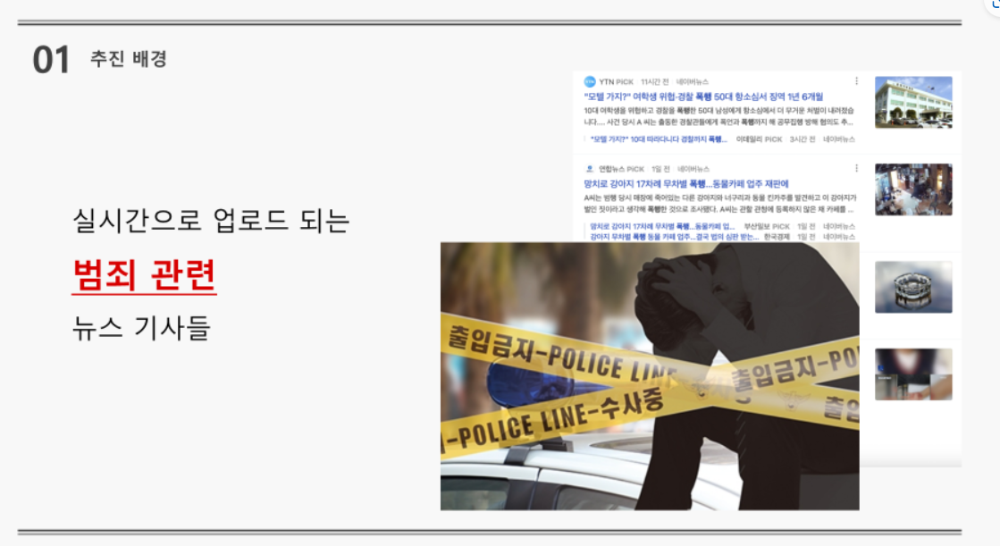 01 추진 배경
실시간으로 업로드 되는
범죄 관련
뉴스 기사들
YTN PiCK 11시간 전 네이버뉴스
"모텔 가지?" 여학생 위협·경찰 폭행 50대 항소심서 징역 1년 6개월
10대 여학생을 위협하고 경찰을 폭행한 50대 남성에게 항소심에서 더 무거운 처벌이 내려졌습
니다.... 사건 당시 A 씨는 출동한 경찰관들에게 폭언과 폭행까지 해 공무집행 방해 혐의도 추...
"모텔 가지?" 10대 따라다니다 경찰까지 폭행... 이데일리 PiCK 3시간 전 네이버뉴스
연합뉴스 PiCK 1일 전 네이버뉴스
망치로 강아지 17차례 무차별 폭행...동물카페 업주 재판에
A씨는 범행 당시 매장에 죽어있는 다른 강아지와 너구리과 동물 킨카주를 발견하고 이 강아지가
범인 짓이라고 생각해 폭행한 것으로 조사됐다. A씨는 관할 관청에 등록하지 않은 채 카페를 ...
망치로 강아지 17차례 무차별 폭행...동물카페 업... 부산일보 PiCK 1일 전 네이버뉴스
강아지 무차별 폭행 동물 카페 업주...결국 법의 심판 받는... 한국경제 1일 전 네이버뉴스
출입금지-POLICE LINE
출입금지-PO
-POLICE LINE-수사중
출입